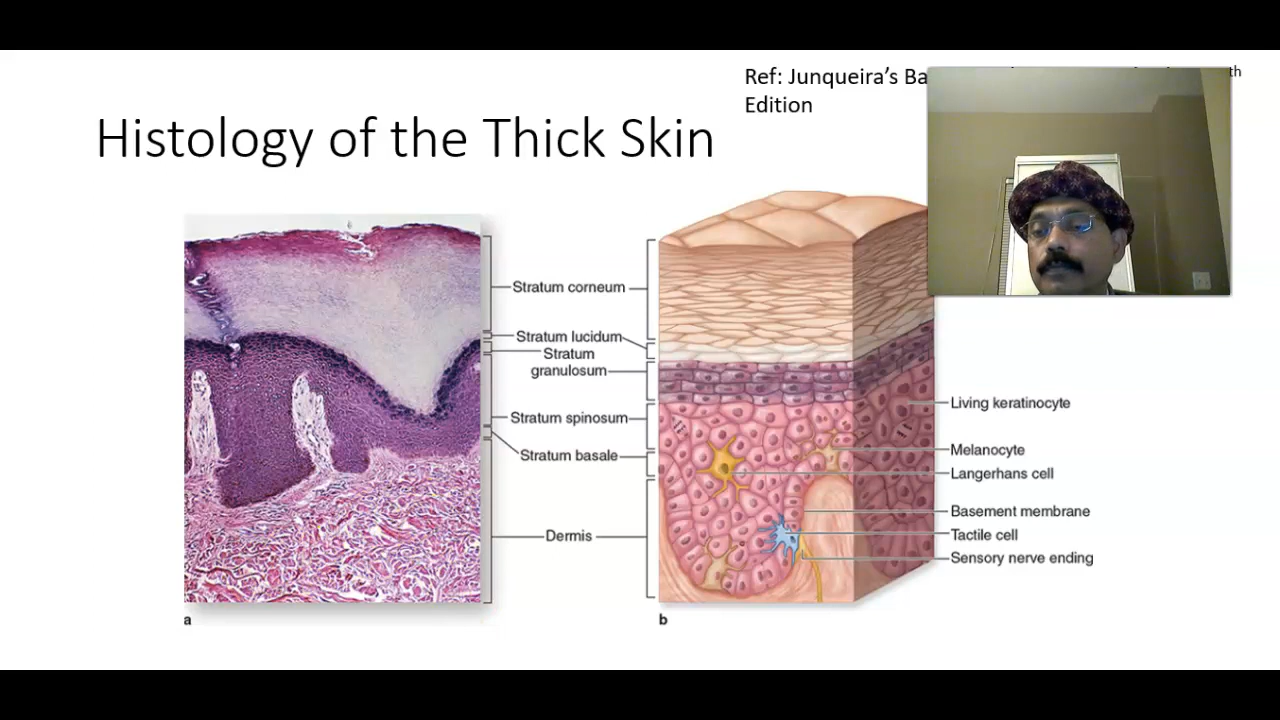 Ref: Junqueira's Ba
th
Edition
Histology of the Thick Skin
Stratum corneum
Stratum lucidum
Stratum
granulosum
Stratum spinosum
Stratum basale
Dermis
Living keratinocyte
Melanocyte
Langerhans cell
Basement membrane
Tactile cell
Sensory nerve ending
a
b